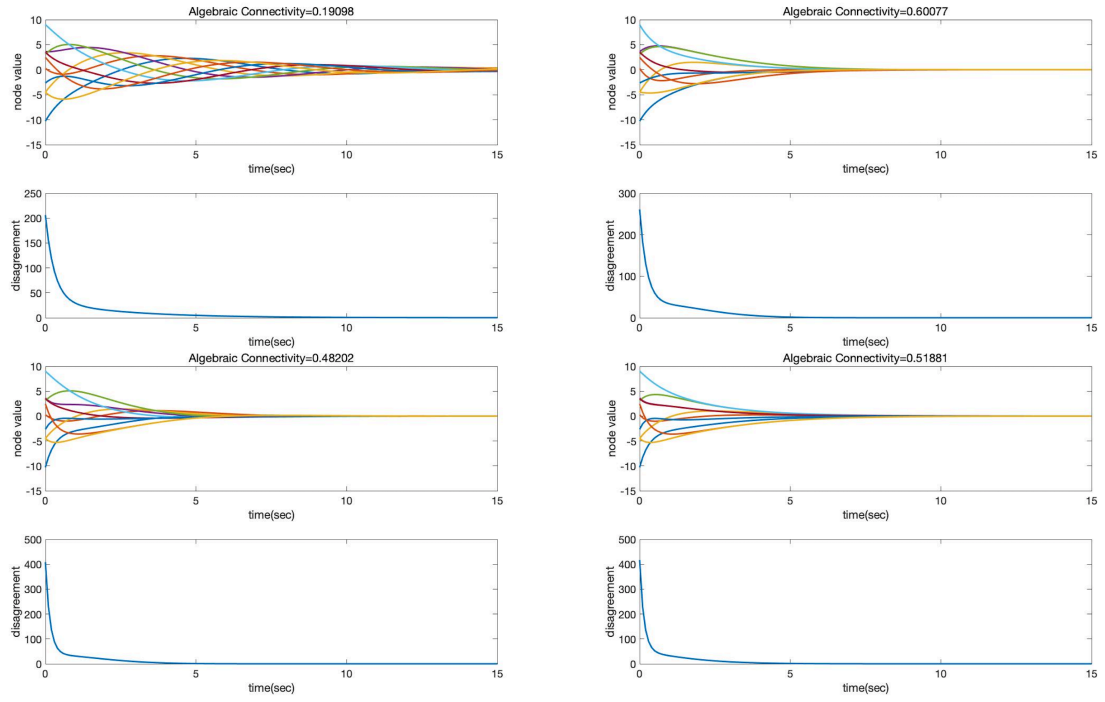 Algebraic Connectivity=0.19098
10
5
0
-5
-10
-15
node value
0 5 10 15
time(sec)
250
200
150
100
50
0
disagreement
0 5 10 15
time(sec)
Algebraic Connectivity=0.60077
10
5
0
-5
-10
-15
node value
0 5 10 15
time(sec)
300
200
100
0
disagreement
0 5 10 15
time(sec)
Algebraic Connectivity=0.48202
10
5
0
-5
-10
-15
node value
0 5 10 15
time(sec)
500
400
300
200
100
0
disagreement
0 5 10 15
time(sec)
Algebraic Connectivity=0.51881
10
5
0
-5
-10
-15
node value
0 5 10 15
time(sec)
500
400
300
200
100
0
disagreement
0 5 10 15
time(sec)